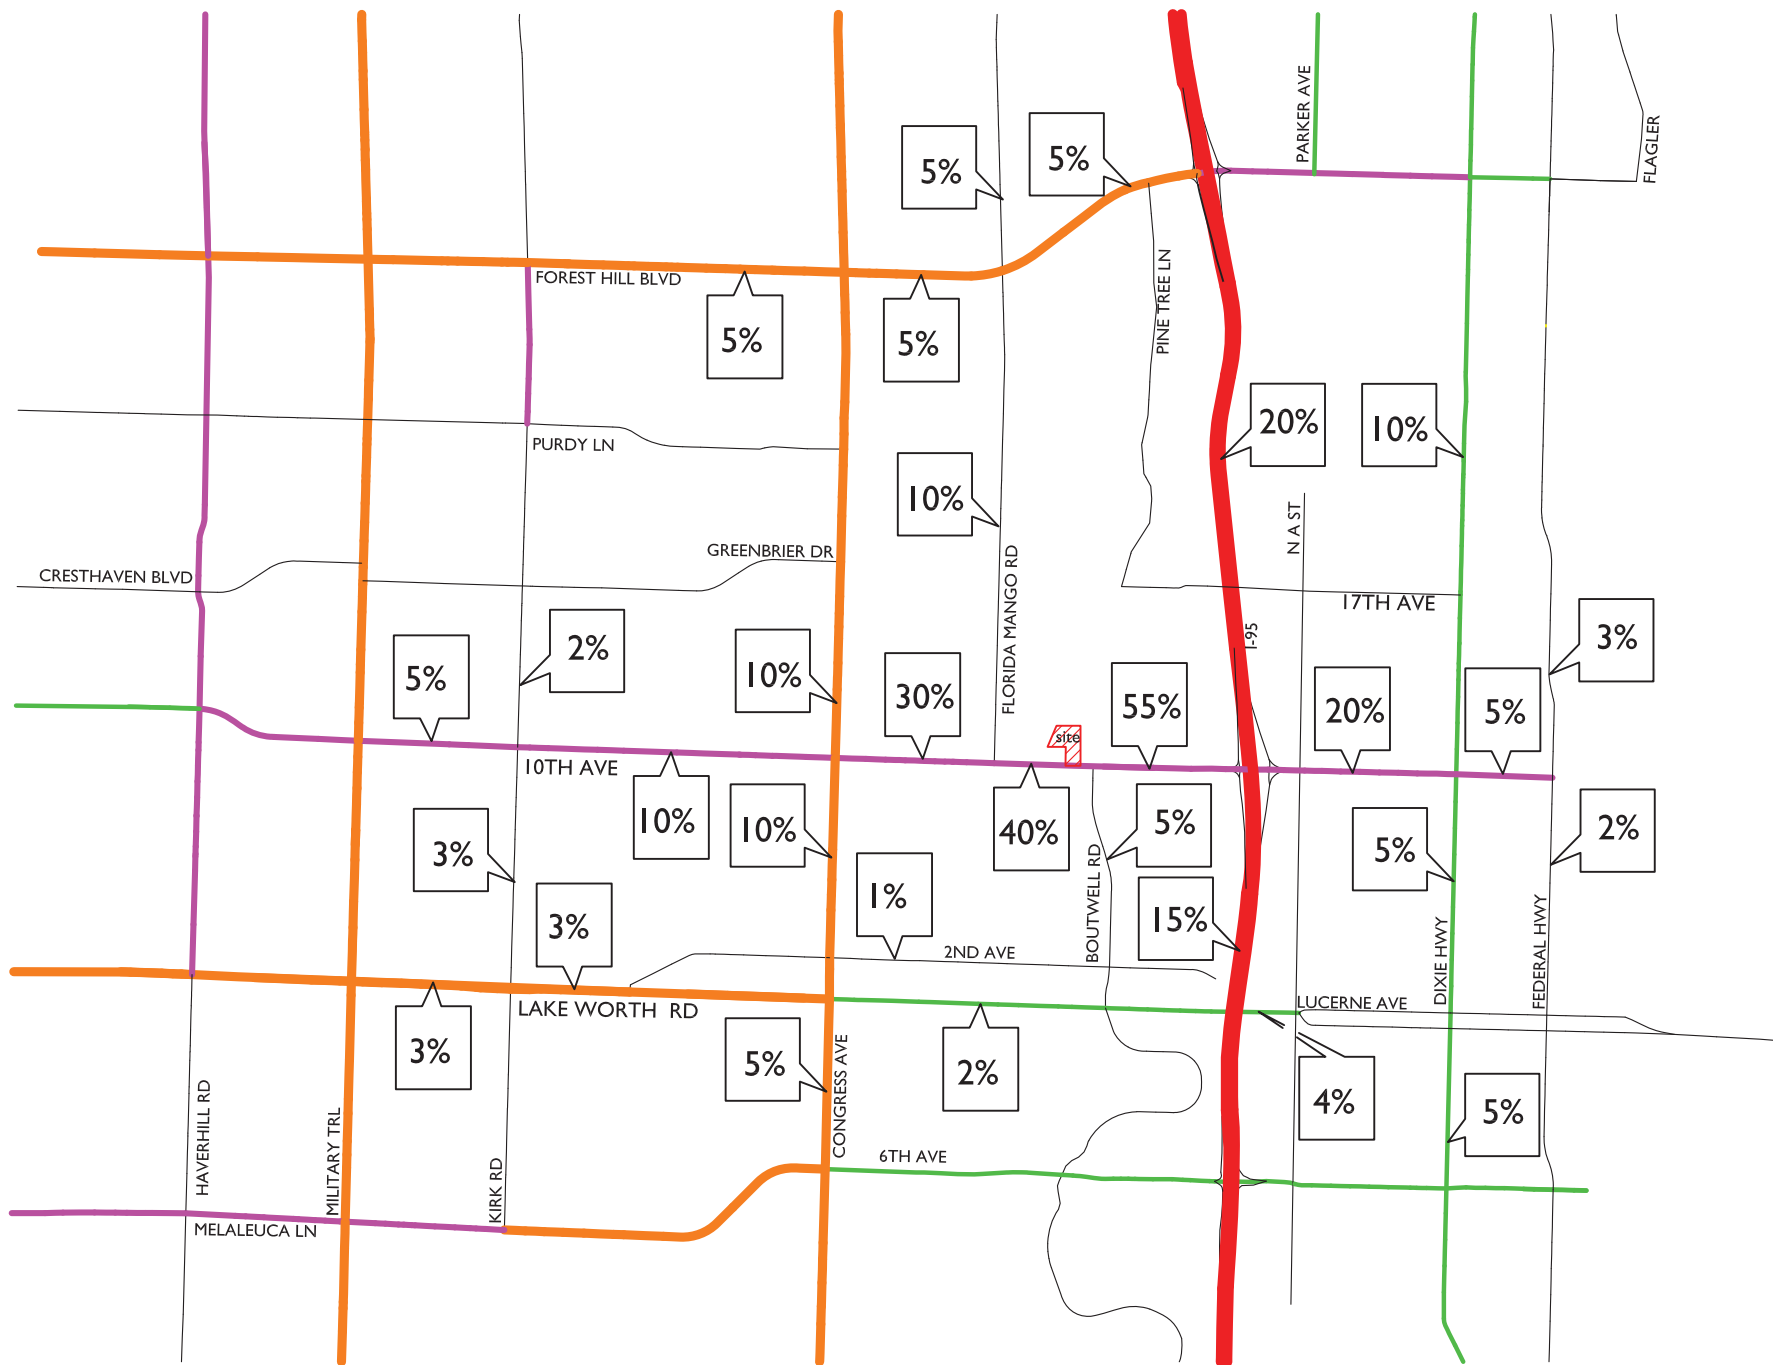 PARKER AVE
FLAGLER
5%
5%
FOREST HILL BLVD
PINE TREE LN
5%
5%
20%
10%
PURDY LN
10%
N A ST
GREENBRIER DR
CRESTHAVEN BLVD
FLORIDA MANGO RD
17TH AVE
I-95
2%
3%
5%
10%
30%
55%
20%
5%
site
10TH AVE
10%
10%
40%
5%
5%
2%
3%
BOUTWELL RD
1%
3%
15%
2ND AVE
DIXIE HWY
FEDERAL HWY
LAKE WORTH RD
LUCERNE AVE
3%
5%
CONGRESS AVE
2%
4%
5%
HAVERHILL RD
MILITARY TRL
KIRK RD
6TH AVE
MELALEUCA LN